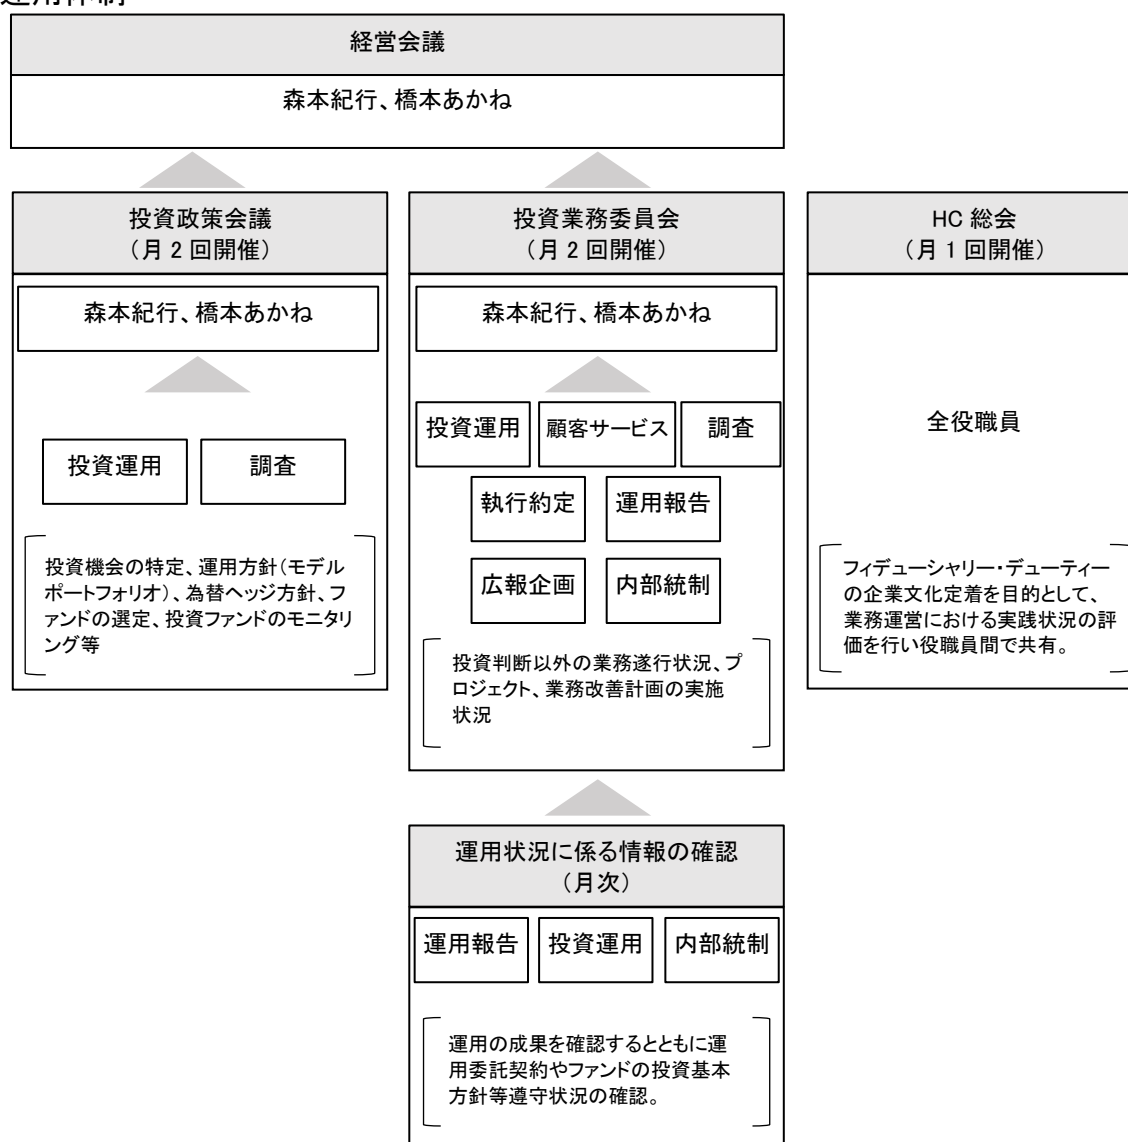 運用体制
経営会議
森本紀行、橋本あかね
投資政策会議
（月 2 回開催）
森本紀行、橋本あかね
投資運用
調査
投資機会の特定、運用方針（モデル
ポートフォリオ）、為替ヘッジ方針、フ
ァンドの選定、投資ファンドのモニタリ
ング等
投資業務委員会
（月 2 回開催）
森本紀行、橋本あかね
投資運用
顧客サービス
調査
執行約定
運用報告
広報企画
内部統制
投資判断以外の業務遂行状況、プ
ロジェクト、業務改善計画の実施
状況
HC 総会
（月 1 回開催）
全役職員
フィデューシャリー・デューティー
の企業文化定着を目的として、
業務運営における実践状況の評
価を行い役職員間で共有。
運用状況に係る情報の確認
（月次）
運用報告
投資運用
内部統制
運用の成果を確認するとともに運
用委託契約やファンドの投資基本
方針等遵守状況の確認。